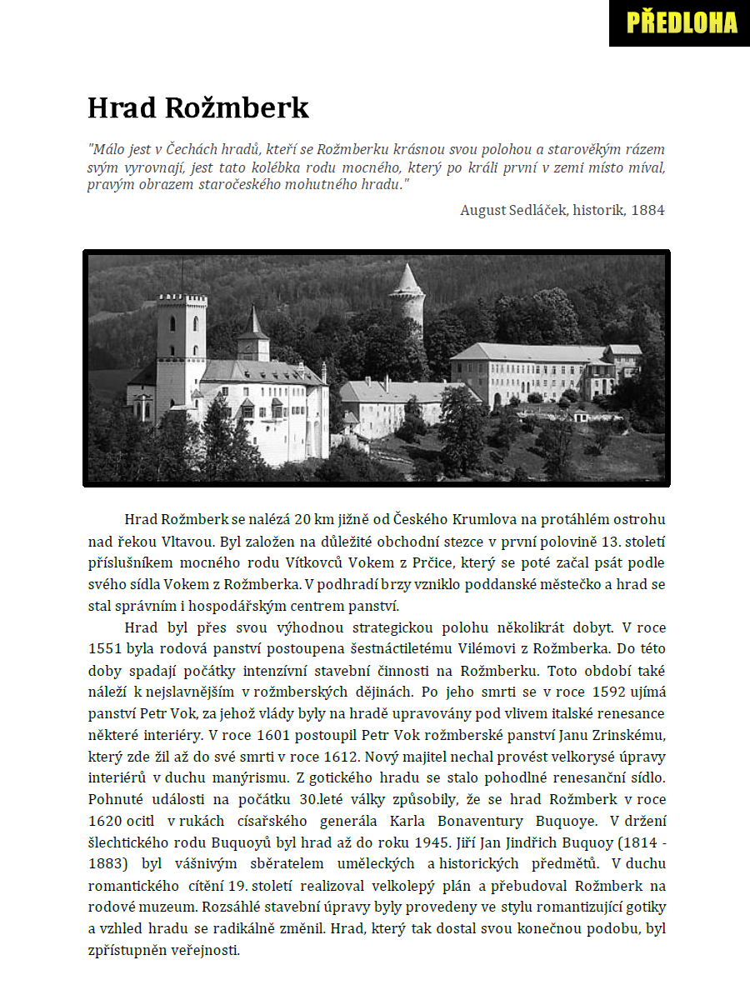 PŘEDLOHA
Hrad Rožmberk
"Málo jest v Čechách hradů, kteří se Rožmberku krásnou svou polohou a starověkým rázem
svým vyrovnají, jest tato kolébka rodu mocného, který po králi první v zemi místo míval,
pravým obrazem staročeského mohutného hradu."
August Sedláček, historik, 1884
Hrad Rožmberk se nalézá 20 km jižně od Českého Krumlova na protáhlém ostrohu
nad řekou Vltavou. Byl založen na důležité obchodní stezce v první polovině 13. století
příslušníkem mocného rodu Vítkovců Vokem z Prčice, který se poté začal psát podle
svého sídla Vokem z Rožmberka. V podhradí brzy vzniklo poddanské městečko a hrad se
stal správním i hospodářským centrem panství.
Hrad byl přes svou výhodnou strategickou polohu několikrát dobyt. V roce
1551 byla rodová panství postoupena šestnáctiletému Vilémovi z Rožmberka. Do této
doby spadají počátky intenzívní stavební činnosti na Rožmberku. Toto období také
náleží k nejslavnějším v rožmberských dějinách. Po jeho smrti se v roce 1592 ujímá
panství Petr Vok, za jehož vlády byly na hradě upravovány pod vlivem italské renesance
některé interiéry. V roce 1601 postoupil Petr Vok rožmberské panství Janu Zrinskému,
který zde žil až do své smrti v roce 1612. Nový majitel nechal provést velkorysé úpravy
interiérů v duchu manýrismu. Z gotického hradu se stalo pohodlné renesanční sídlo.
Pohnuté události na počátku 30.leté války způsobily, že se hrad Rožmberk v roce
1620 ocitl v rukách císařského generála Karla Bonaventury Buquoye. V držení
šlechtického rodu Buquoyů byl hrad až do roku 1945. Jiří Jan Jindřich Buquoy (1814 -
1883) byl vášnivým sběratelem uměleckých a historických předmětů. V duchu
romantického cítění 19. století realizoval velkolepý plán a přebudoval Rožmberk na
rodové muzeum. Rozsáhlé stavební úpravy byly provedeny ve stylu romantizující gotiky
a vzhled hradu se radikálně změnil. Hrad, který tak dostal svou konečnou podobu, byl
zpřístupněn veřejnosti.